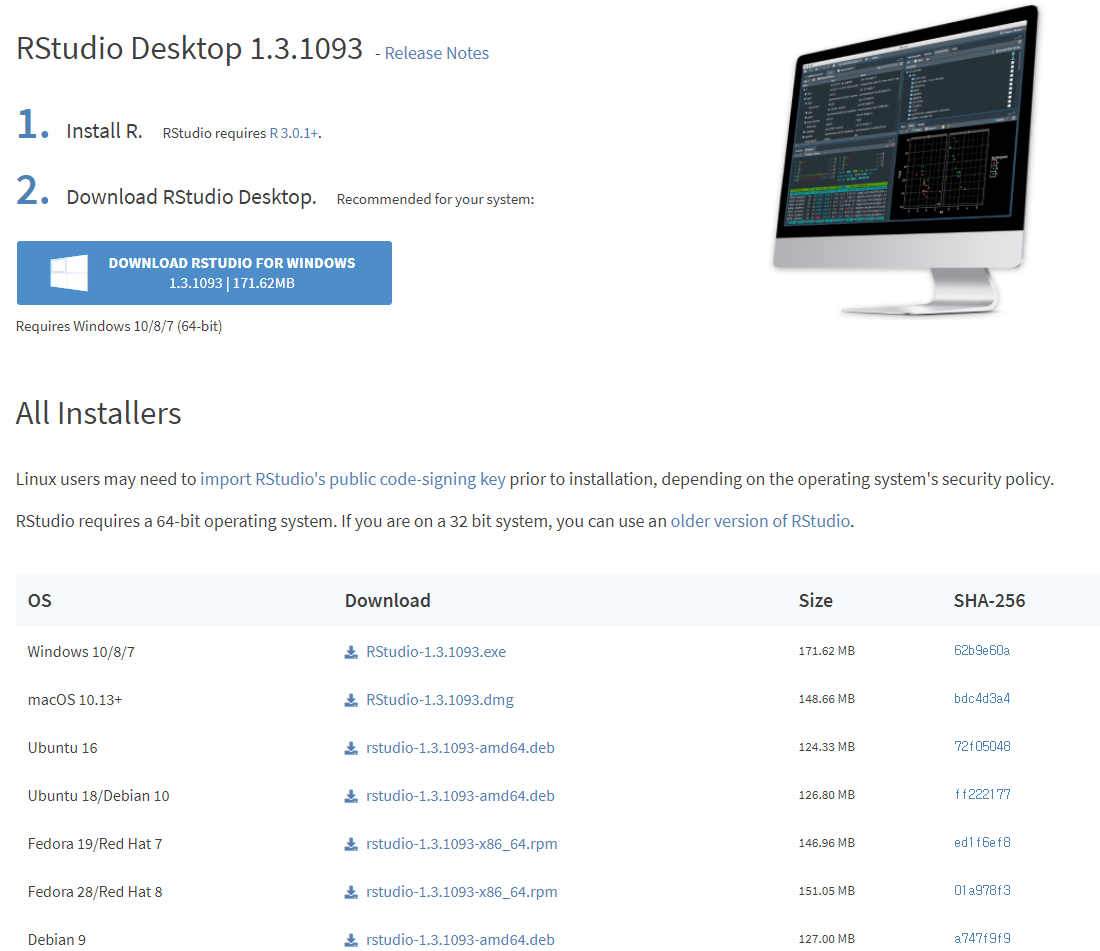 RStudio Desktop 1.3.1093 - Release Notes
1. Install R. RStudio requires R 3.0.1+.
2. Download RStudio Desktop. Recommended for your system:
DOWNLOAD RSTUDIO FOR WINDOWS
1.3.1093 | 171.62MB
Requires Windows 10/8/7 (64-bit)
All Installers
Linux users may need to import RStudio's public code-signing key prior to installation, depending on the operating system's security policy.
RStudio requires a 64-bit operating system. If you are on a 32 bit system, you can use an older version of RStudio.
OS Download Size SHA-256
Windows 10/8/7 RStudio-1.3.1093.exe 171.62 MB 62b9e60a
macOS 10.13+ RStudio-1.3.1093.dmg 148.66 MB bdc4d3a4
Ubuntu 16 rstudio-1.3.1093-amd64.deb 124.33 MB 72f05048
Ubuntu 18/Debian 10 rstudio-1.3.1093-amd64.deb 126.80 MB ff222177
Fedora 19/Red Hat 7 rstudio-1.3.1093-x86_64.rpm 146.96 MB ed1f6ef8
Fedora 28/Red Hat 8 rstudio-1.3.1093-x86_64.rpm 151.05 MB 01a978f3
Debian 9 rstudio-1.3.1093-amd64.deb 127.00 MB a747f9f9